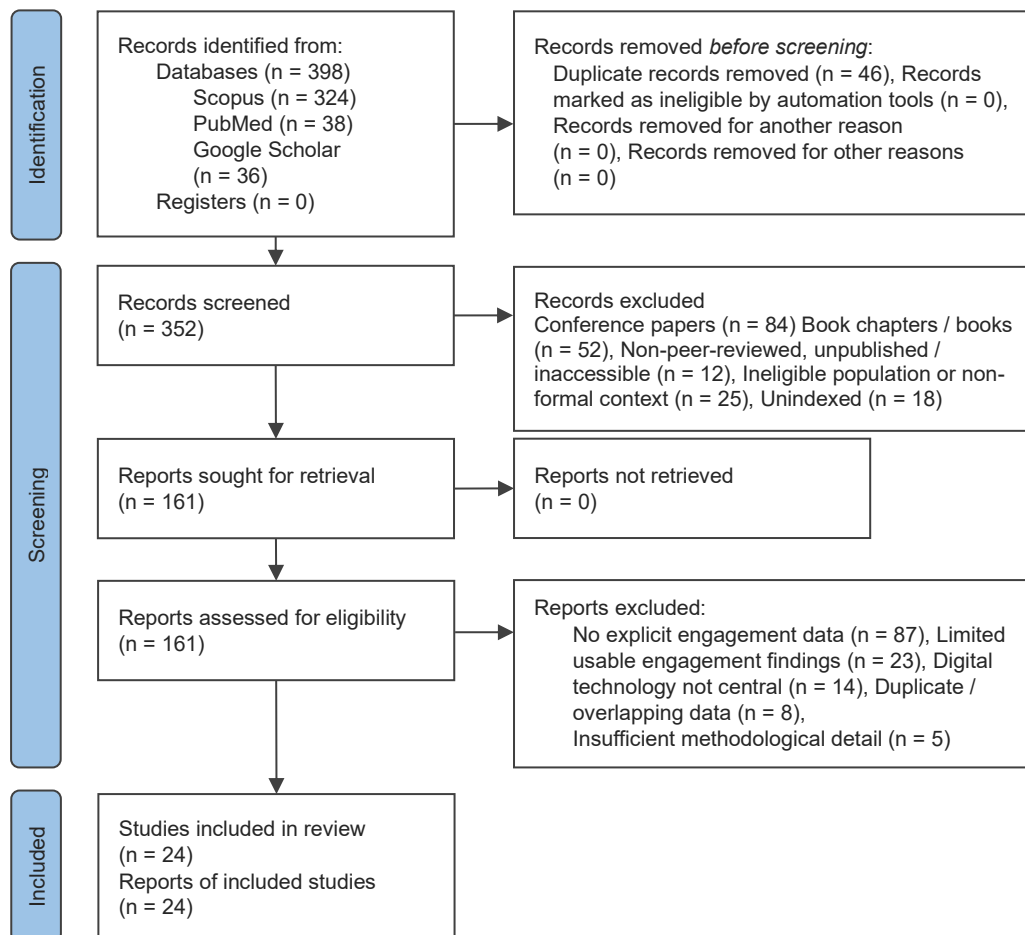 Identification
Records identified from:
Databases (n = 398)
Scopus (n = 324)
PubMed (n = 38)
Google Scholar
(n = 36)
Registers (n = 0)
Records removed before screening:
Duplicate records removed (n = 46), Records
marked as ineligible by automation tools (n = 0),
Records removed for another reason
(n = 0), Records removed for other reasons
(n = 0)
Screening
Records screened
(n = 352)
Records excluded
Conference papers (n = 84) Book chapters / books
(n = 52), Non-peer-reviewed, unpublished /
inaccessible (n = 12), Ineligible population or non-
formal context (n = 25), Unindexed (n = 18)
Reports sought for retrieval
(n = 161)
Reports not retrieved
(n = 0)
Reports assessed for eligibility
(n = 161)
Reports excluded:
No explicit engagement data (n = 87), Limited
usable engagement findings (n = 23), Digital
technology not central (n = 14), Duplicate /
overlapping data (n = 8),
Insufficient methodological detail (n = 5)
Included
Studies included in review
(n = 24)
Reports of included studies
(n = 24)